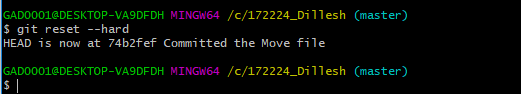 GAD0001@DESKTOP-VA9DFDH MINGW64 /c/172224_Dillesh (master)
$ git reset --hard
HEAD is now at 74b2fef Committed the Move file
GAD0001@DESKTOP-VA9DFDH MINGW64 /c/172224_Dillesh (master)
$